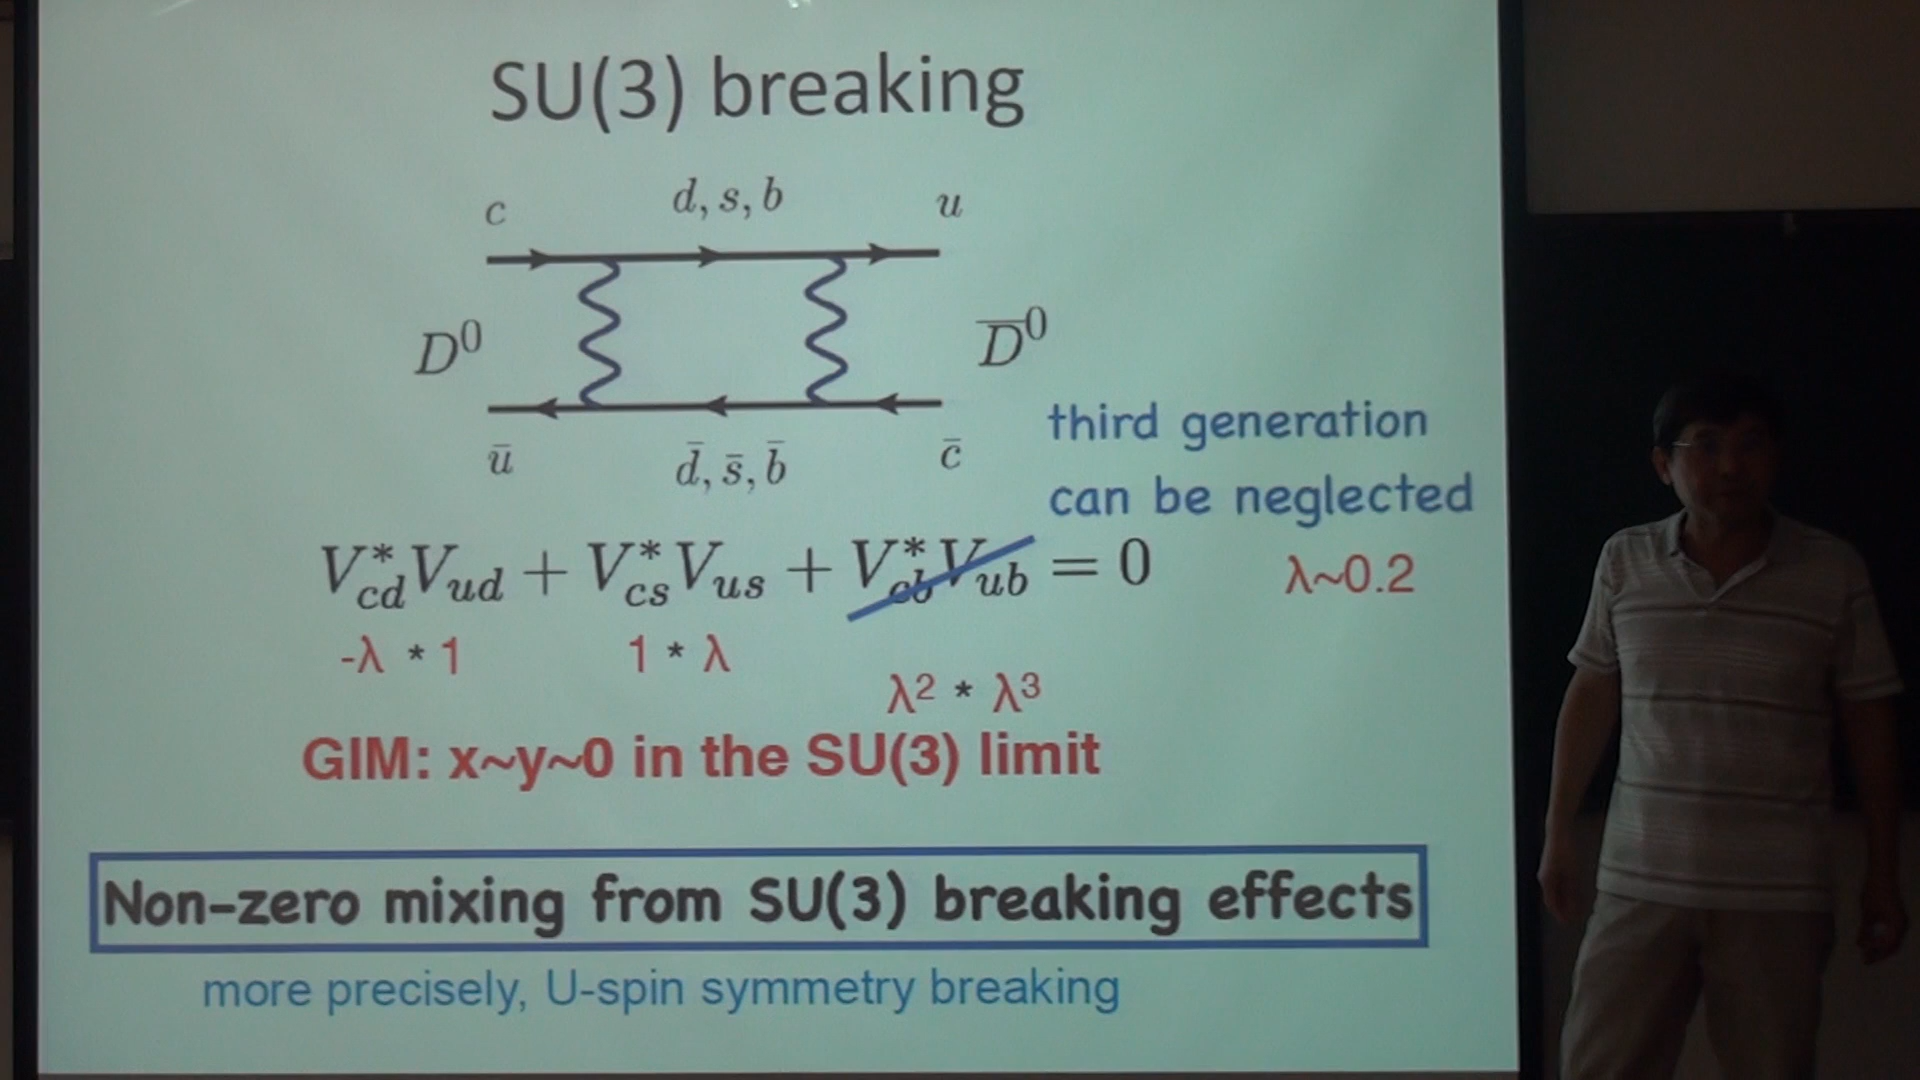 SU(3) breaking
c d, s, b u
D⁰ D̅⁰
ū d̄, s̄, b̄ c̄
third generation
can be neglected
V*cdVud + V*csVus + V*cbVub = 0 λ~0.2
-λ * 1 1 * λ
λ² * λ³
GIM: x~y~0 in the SU(3) limit
Non-zero mixing from SU(3) breaking effects
more precisely, U-spin symmetry breaking